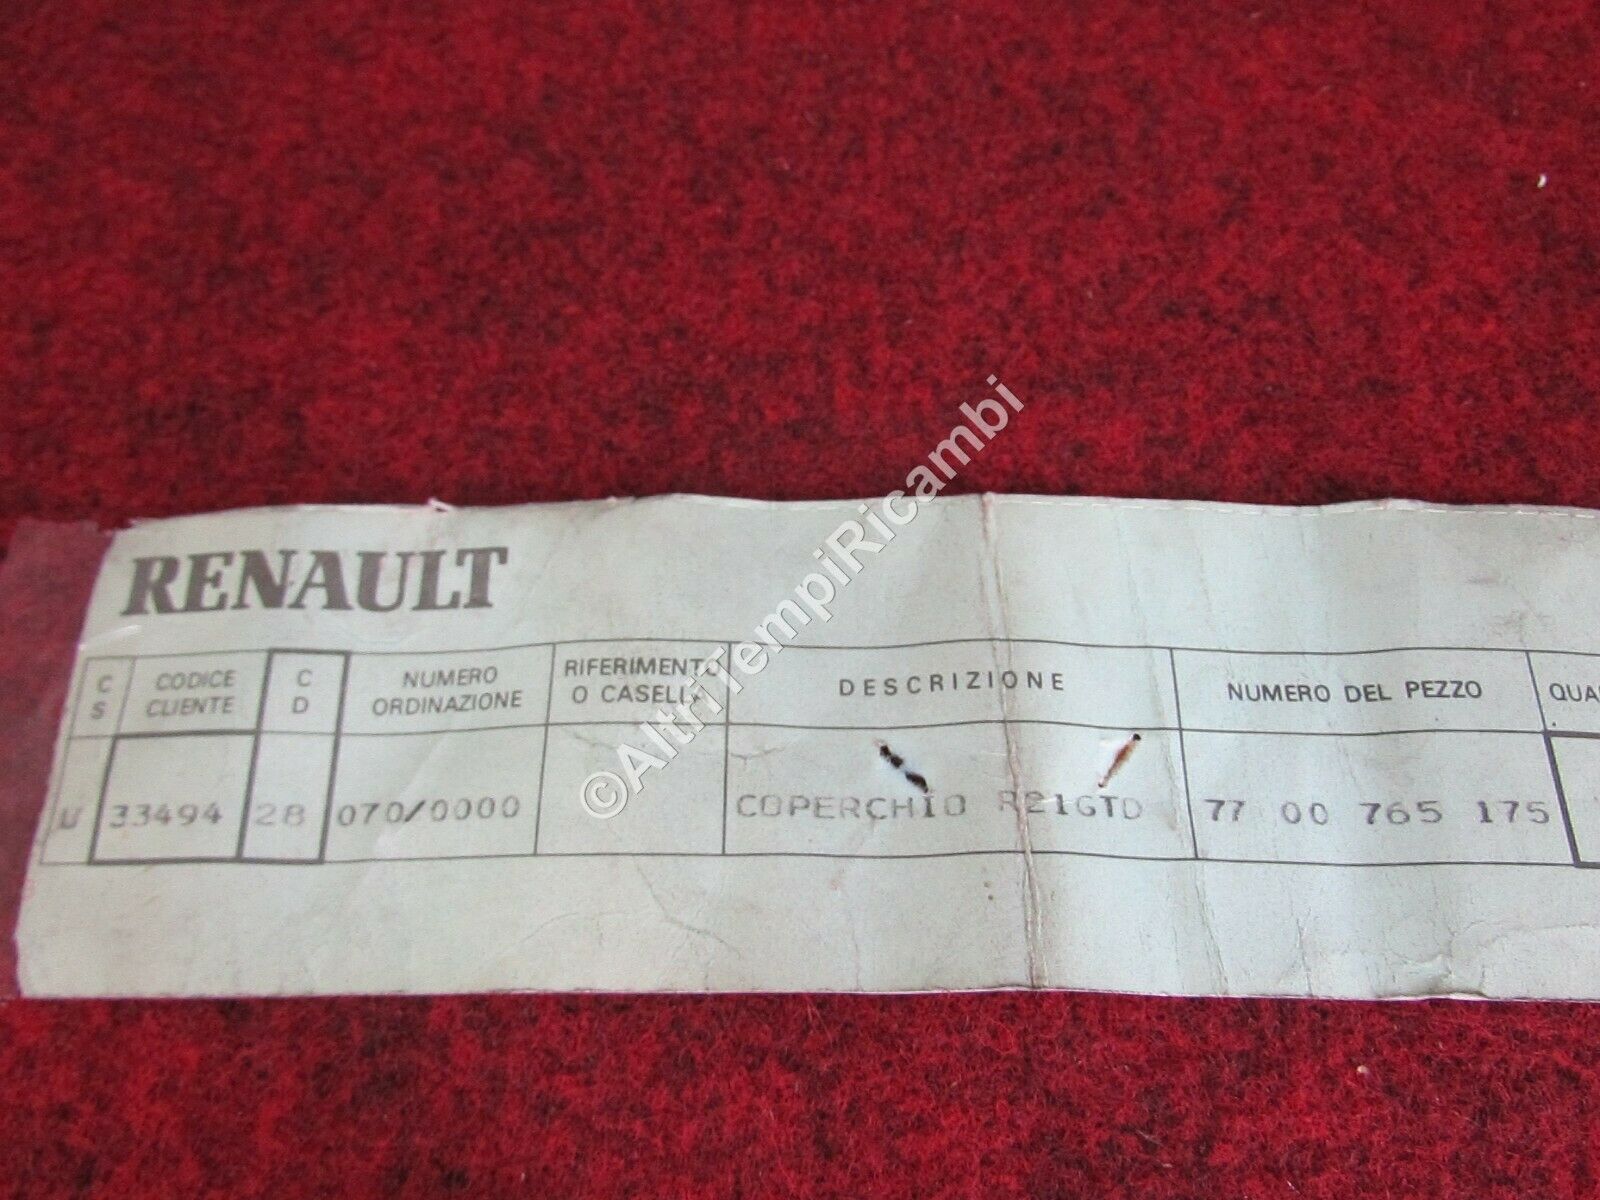 RENAULT
C S CODICE CLIENTE C D NUMERO ORDINAZIONE RIFERIMENTO O CASELLA DESCRIZIONE NUMERO DEL PEZZO QUA
33494 28 070/0000 COPERCHIO R21GTD 77 00 765 175
©AltriTempiRicambi